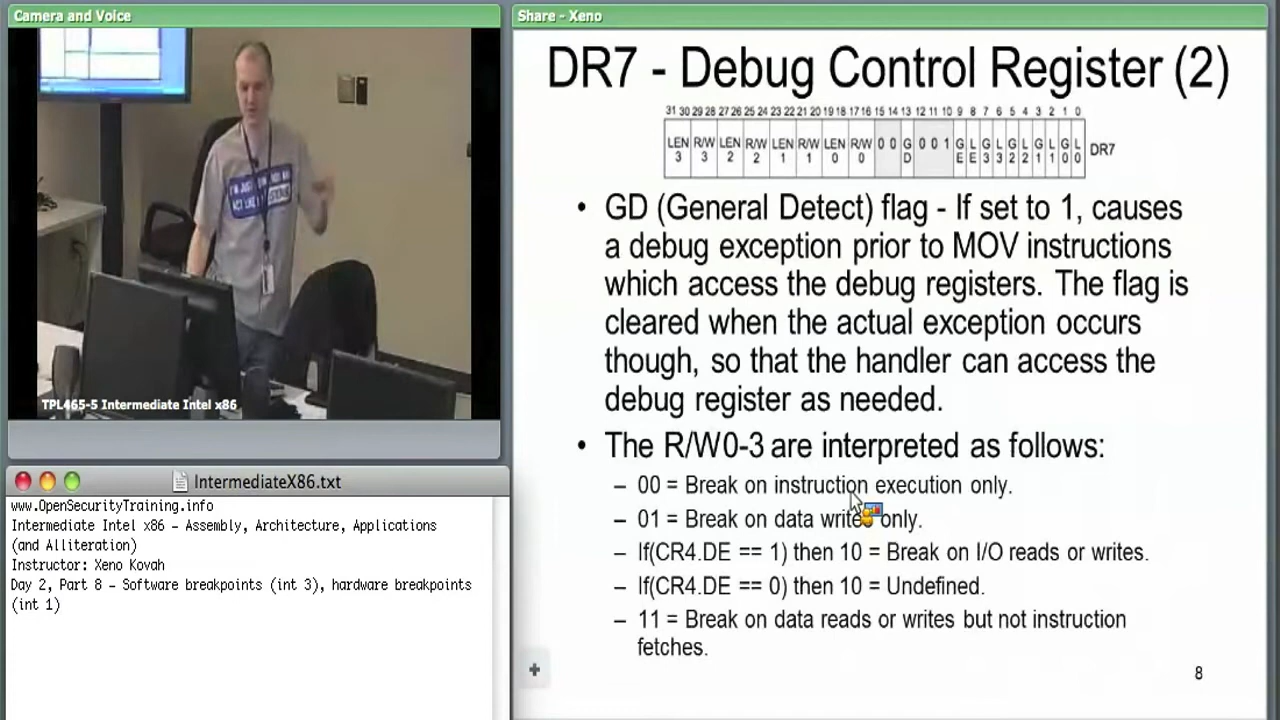 Camera and Voice
TPL465-5 Intermediate Intel x86
IntermediateX86.txt
www.OpenSecurityTraining.info
Intermediate Intel x86 – Assembly, Architecture, Applications
(and Alliteration)
Instructor: Xeno Kovah
Day 2, Part 8 – Software breakpoints (int 3), hardware breakpoints
(int 1)
Share - Xeno
DR7 - Debug Control Register (2)
31 30 29 28 27 26 25 24 23 22 21 20 19 18 17 16 15 14 13 12 11 10 9 8 7 6 5 4 3 2 1 0
LEN 3 R/W 3 LEN 2 R/W 2 LEN 1 R/W 1 LEN 0 R/W 0 0 0 G D 0 0 1 G E L E G 3 L 3 G 2 L 2 G 1 L 1 G 0 L 0 DR7
• GD (General Detect) flag - If set to 1, causes
a debug exception prior to MOV instructions
which access the debug registers. The flag is
cleared when the actual exception occurs
though, so that the handler can access the
debug register as needed.
• The R/W0-3 are interpreted as follows:
– 00 = Break on instruction execution only.
– 01 = Break on data writes only.
– If(CR4.DE == 1) then 10 = Break on I/O reads or writes.
– If(CR4.DE == 0) then 10 = Undefined.
– 11 = Break on data reads or writes but not instruction
fetches.
8